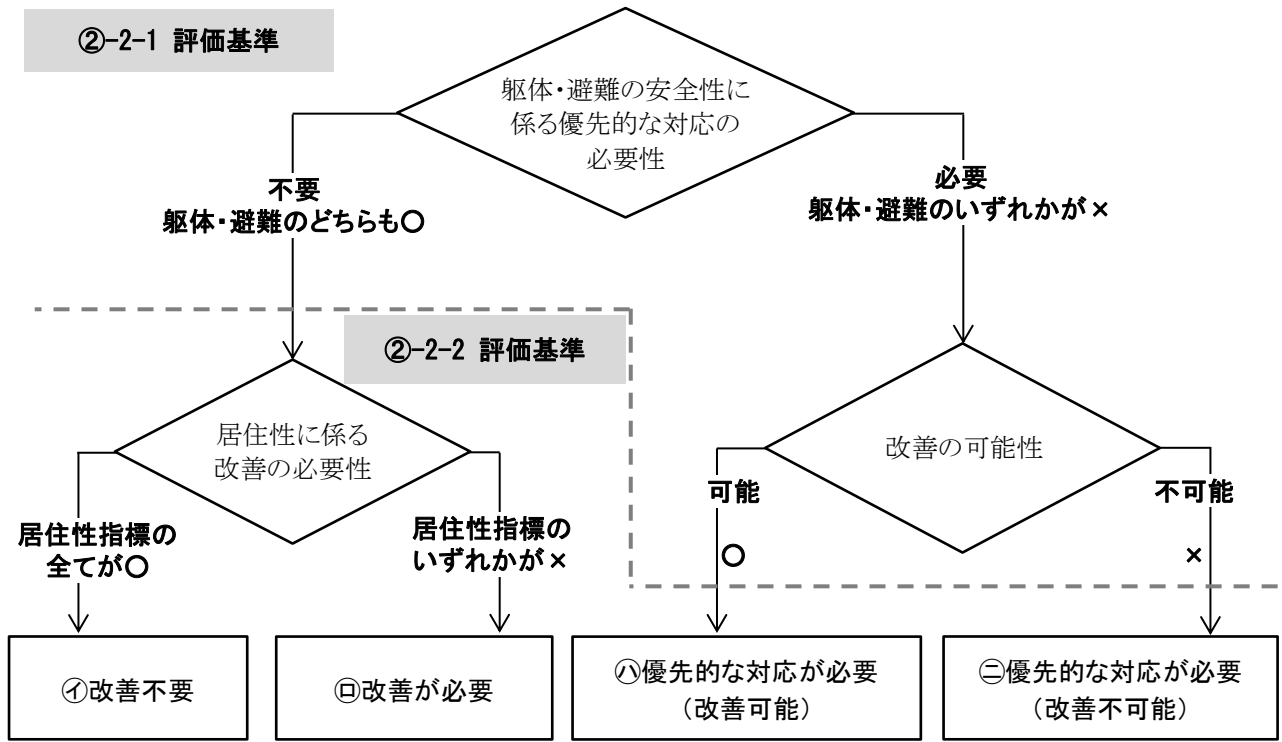 ②-2-1 評価基準
躯体・避難の安全性に
係る優先的な対応の
必要性
不要
躯体・避難のどちらも〇
必要
躯体・避難のいずれかが×
②-2-2 評価基準
居住性に係る
改善の必要性
改善の可能性
居住性指標の
全てが〇
居住性指標の
いずれかが×
可能
〇
不可能
×
㋑改善不要
㋺改善が必要
㋩優先的な対応が必要
（改善可能）
㋥優先的な対応が必要
（改善不可能）